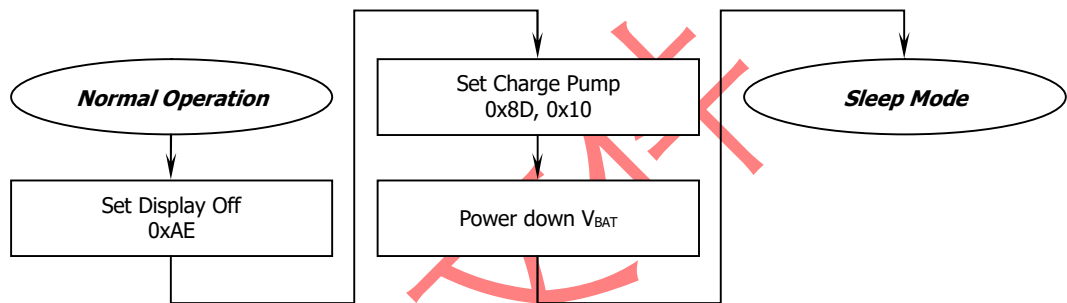 Normal Operation
Set Display Off
0xAE
Set Charge Pump
0x8D, 0x10
Power down VBAT
Sleep Mode